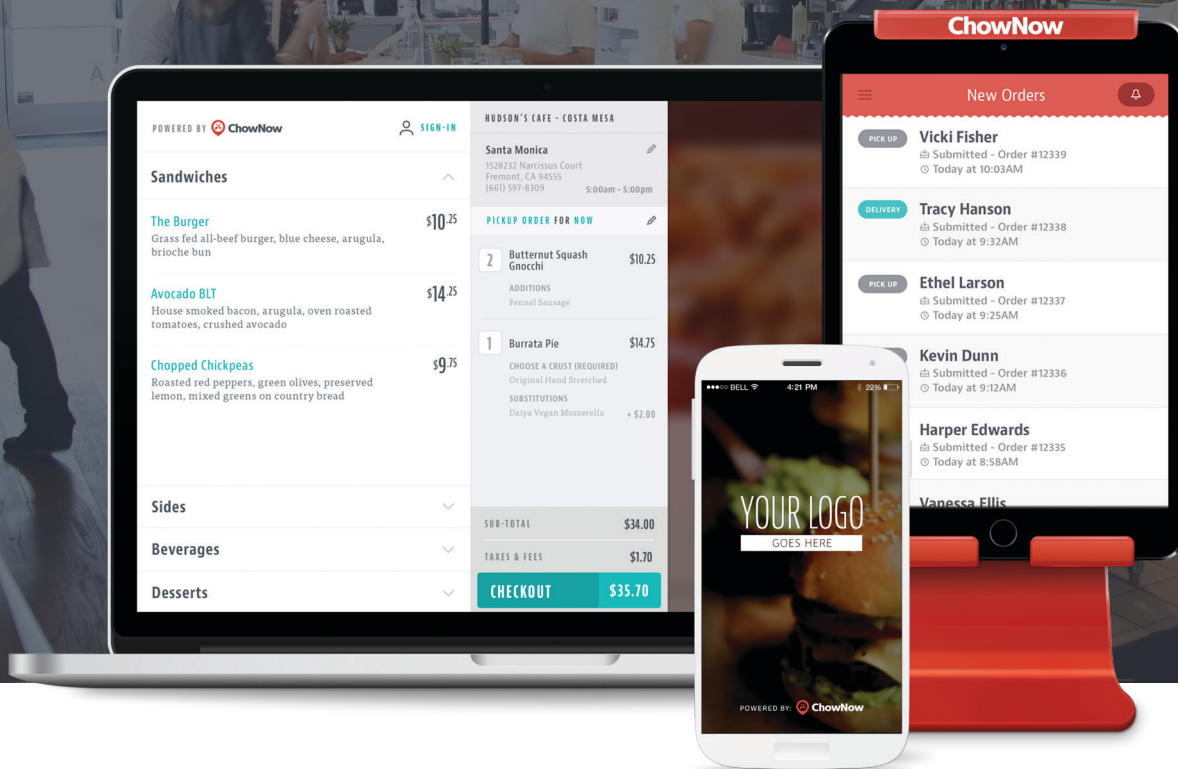 POWERED BY ChowNow
SIGN-IN
Sandwiches
The Burger
$10.25
Grass fed all-beef burger, blue cheese, arugula,
brioche bun
Avocado BLT
$14.25
House smoked bacon, arugula, oven roasted
tomatoes, crushed avocado
Chopped Chickpeas
$9.75
Roasted red peppers, green olives, preserved
lemon, mixed greens on country bread
Sides
Beverages
Desserts
HUDSON'S CAFE - COSTA MESA
Santa Monica
1528232 Narcissus Court
Fremont, CA 94555
(661) 597-8309 5:00am - 5:00pm
PICKUP ORDER FOR NOW
2 Butternut Squash $10.25
Gnocchi
ADDITIONS
Fennel Sausage
1 Burrata Pie $14.75
CHOOSE A CRUST (REQUIRED)
Original Hand Stretched
SUBSTITUTIONS
Daiya Vegan Mozzerella + $2.00
SUB-TOTAL $34.00
TAXES & FEES $1.70
CHECKOUT $35.70
BELL 4:21 PM 22%
YOUR LOGO
GOES HERE
POWERED BY: ChowNow
ChowNow
New Orders
PICK UP Vicki Fisher
Submitted - Order #12339
Today at 10:03AM
DELIVERY Tracy Hanson
Submitted - Order #12338
Today at 9:32AM
PICK UP Ethel Larson
Submitted - Order #12337
Today at 9:25AM
Kevin Dunn
Submitted - Order #12336
Today at 9:12AM
Harper Edwards
Submitted - Order #12335
Today at 8:58AM
Vanessa Ellis
A